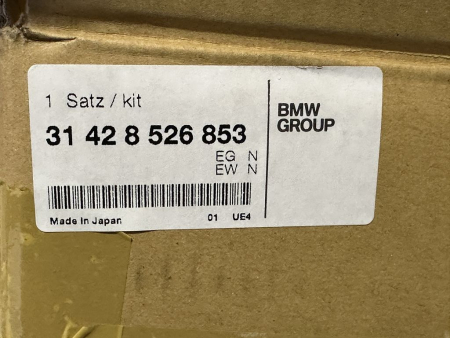 1 Satz / kit
31 42 8 526 853
EG N
EW N
Made in Japan 01 UE4
BMW
GROUP